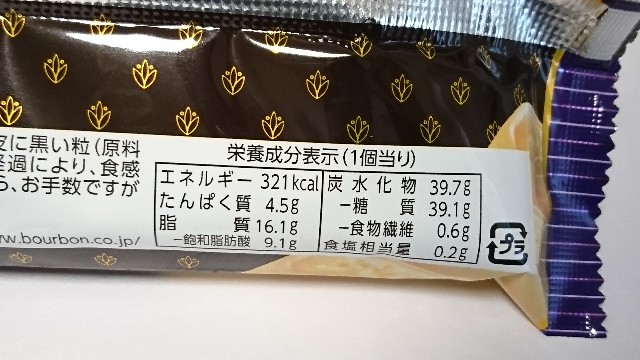 皮に黒い粒(原料
経過により、食感
ら、お手数ですが
www.bourbon.co.jp/
栄養成分表示(1個当り)
エネルギー 321kcal
たんぱく質 4.5g
脂質 16.1g
−飽和脂肪酸 9.1g
炭水化物 39.7g
−糖質 39.1g
−食物繊維 0.6g
食塩相当量 0.2g
プラ